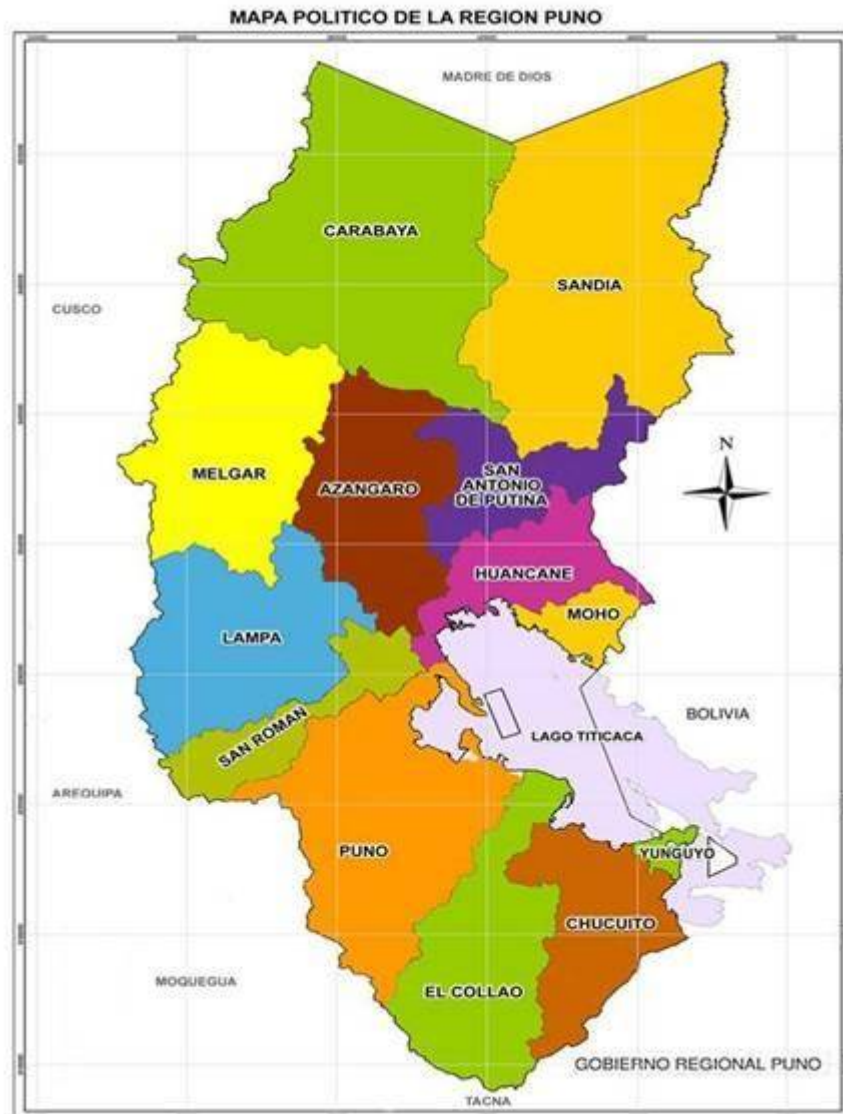 MAPA POLITICO DE LA REGION PUNO
MADRE DE DIOS
CARABAYA
SANDIA
CUSCO
N
MELGAR
AZANGARO
SAN
ANTONIO
DE PUTINA
HUANCANE
MOHO
LAMPA
BOLIVIA
SAN ROMAN
LAGO TITICACA
AREQUIPA
PUNO
YUNGUYO
CHUCUITO
MOQUEGUA
EL COLLAO
GOBIERNO REGIONAL PUNO
TACNA